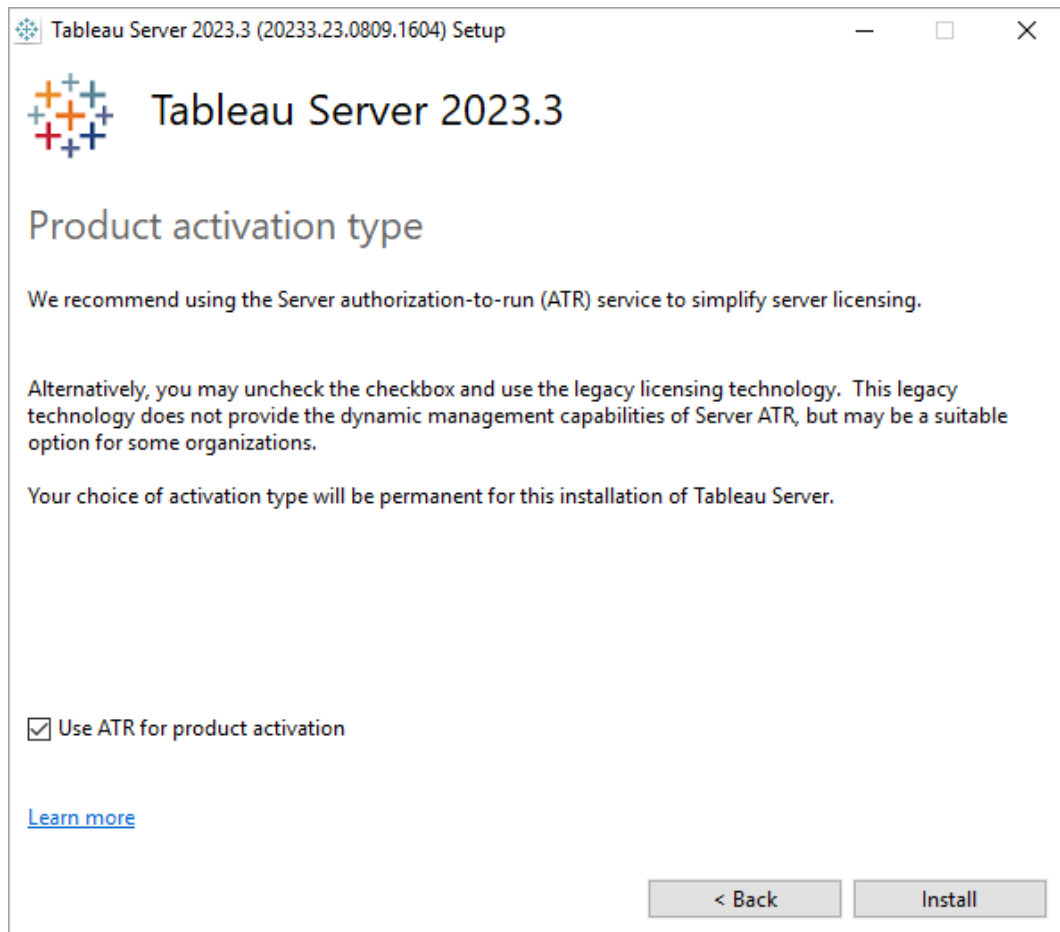 Tableau Server 2023.3 (20233.23.0809.1604) Setup
Tableau Server 2023.3
Product activation type
We recommend using the Server authorization-to-run (ATR) service to simplify server licensing.
Alternatively, you may uncheck the checkbox and use the legacy licensing technology.  This legacy
technology does not provide the dynamic management capabilities of Server ATR, but may be a suitable
option for some organizations.
Your choice of activation type will be permanent for this installation of Tableau Server.
Use ATR for product activation
Learn more
< Back
Install